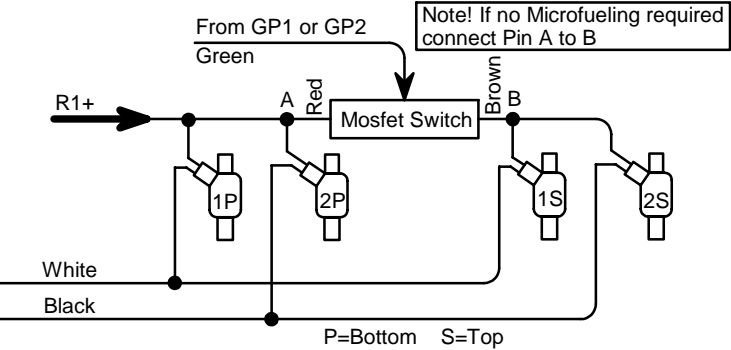 From GP1 or GP2
Green
Note! If no Microfueling required
connect Pin A to B
R1+
A
Red
Mosfet Switch
Brown
B
1P
2P
1S
2S
White
Black
P=Bottom S=Top